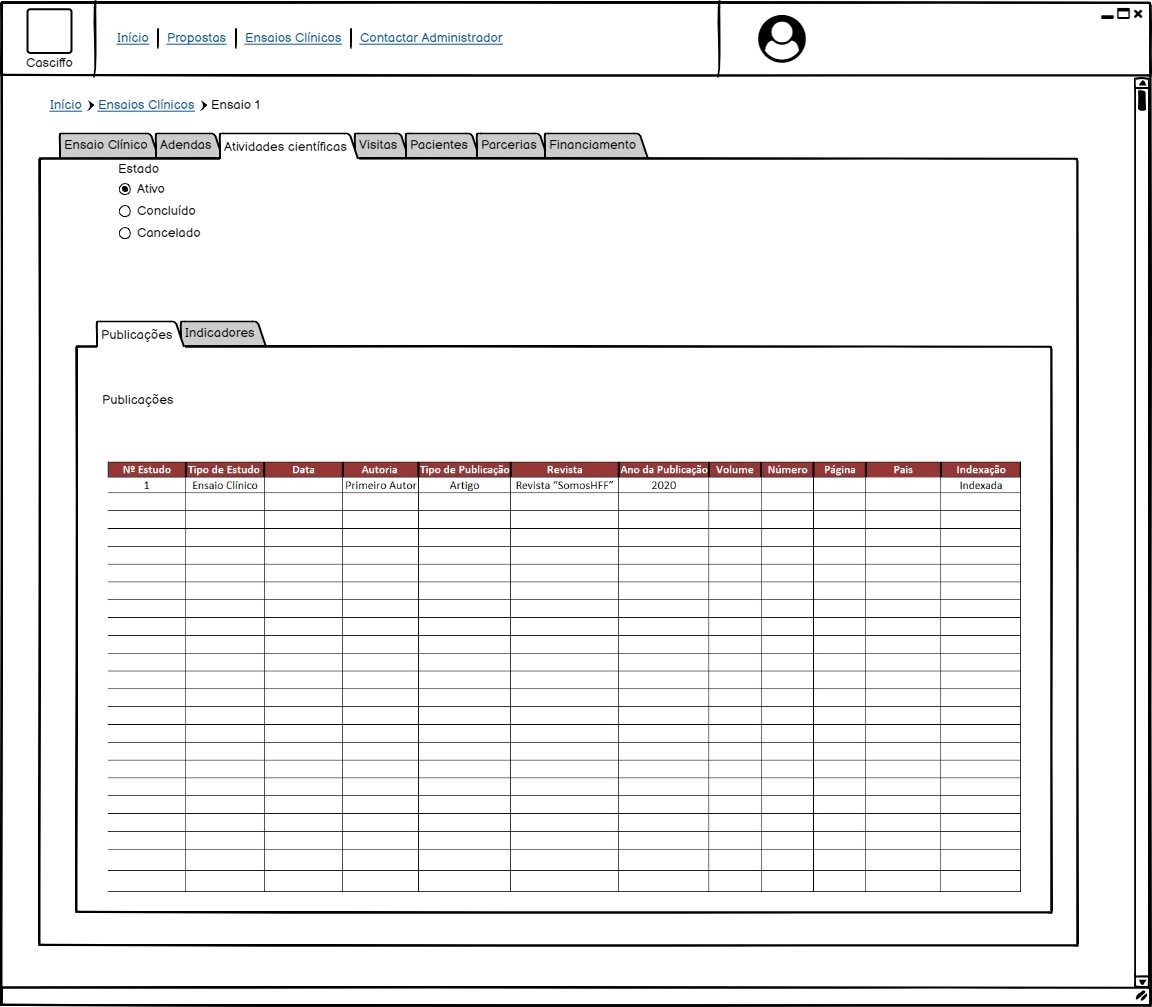 Casciffo
Início Propostas Ensaios Clínicos Contactar Administrador
Início Ensaios Clínicos Ensaio 1
Ensaio Clínico Adendas Atividades científicas Visitas Pacientes Parcerias Financiamento
Estado
Ativo
Concluído
Cancelado
Publicações Indicadores
Publicações
Nº Estudo Tipo de Estudo Data Autoria Tipo de Publicação Revista Ano da Publicação Volume Número Página Pais Indexação
1 Ensaio Clínico Primeiro Autor Artigo Revista “SomosHFF” 2020 Indexada